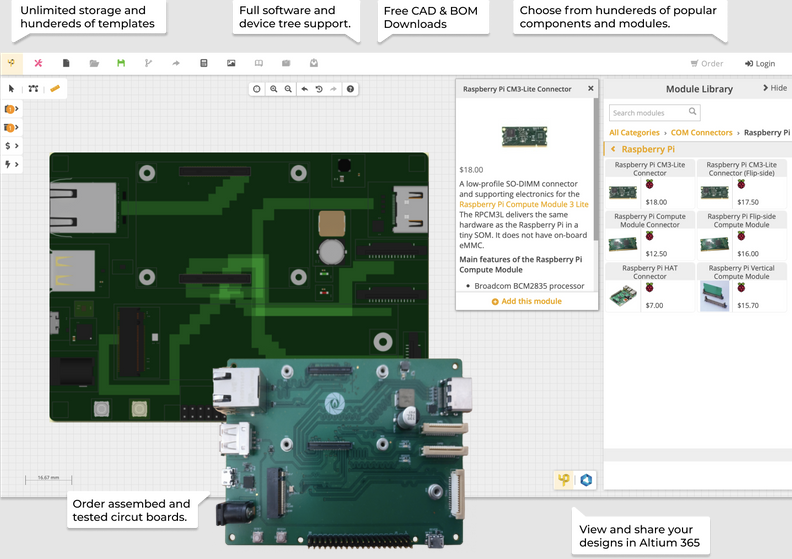 Unlimited storage and
hundereds of templates
Full software and
device tree support.
Free CAD & BOM
Downloads
Choose from hundereds of popular
components and modules.
Order
Login
Raspberry Pi CM3-Lite Connector
$18.00
A low-profile SO-DIMM connector
and supporting electronics for the
Raspberry Pi Compute Module 3 Lite
The RPCM3L delivers the same
hardware as the Raspberry Pi in a
tiny SOM. It does not have on-board
eMMC.
Main features of the Raspberry Pi
Compute Module
• Broadcom BCM2835 processor
Add this module
Module Library
Hide
Search modules
All Categories › COM Connectors › Raspberry Pi
Raspberry Pi
Raspberry Pi CM3-Lite
Connector
$18.00
Raspberry Pi CM3-Lite
Connector (Flip-side)
$17.50
Raspberry Pi Compute
Module Connector
$12.50
Raspberry Pi Flip-side
Compute Module
$16.00
Raspberry Pi HAT
Connector
$7.00
Raspberry Pi Vertical
Compute Module
$15.70
16.67 mm
Order assembed and
tested circut boards.
View and share your
designs in Altium 365